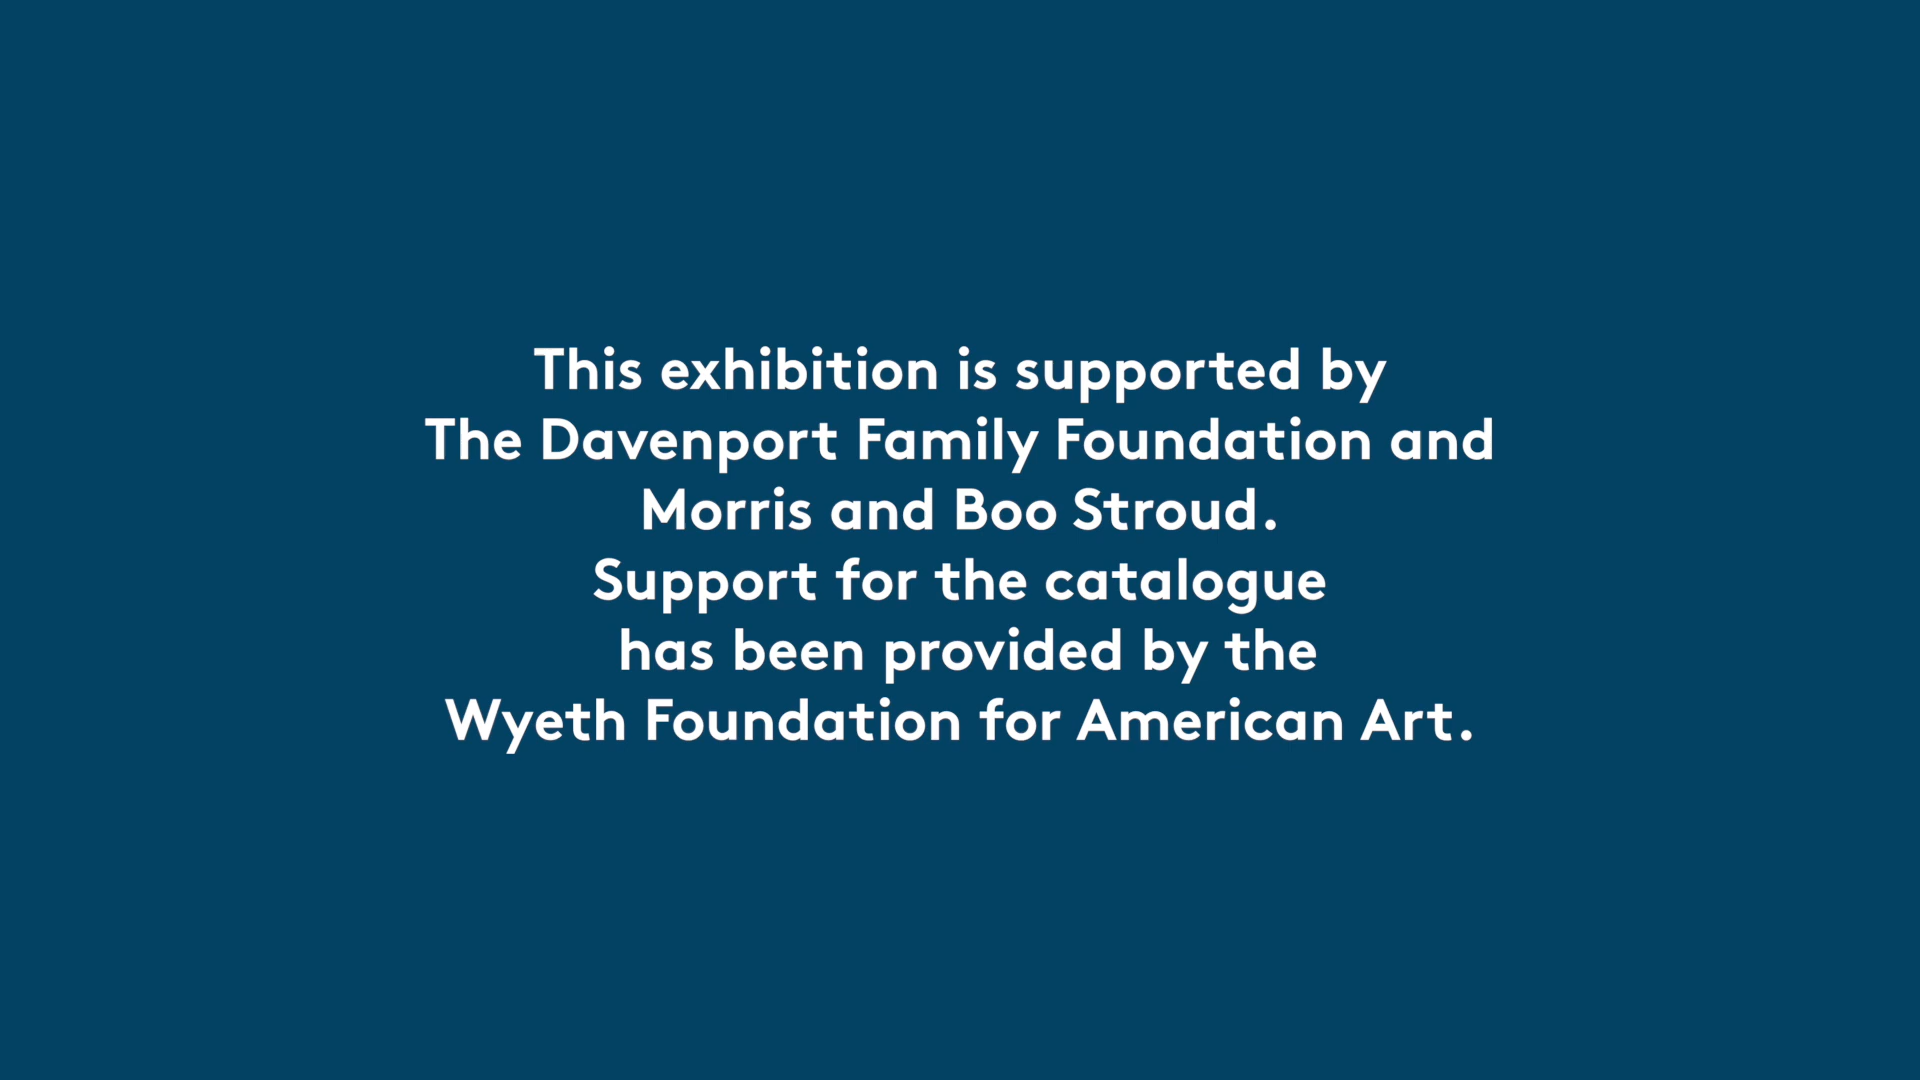 This exhibition is supported by
The Davenport Family Foundation and
Morris and Boo Stroud.
Support for the catalogue
has been provided by the
Wyeth Foundation for American Art.